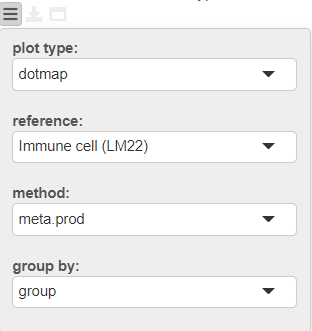 plot type:
dotmap
reference:
Immune cell (LM22)
method:
meta.prod
group by:
group